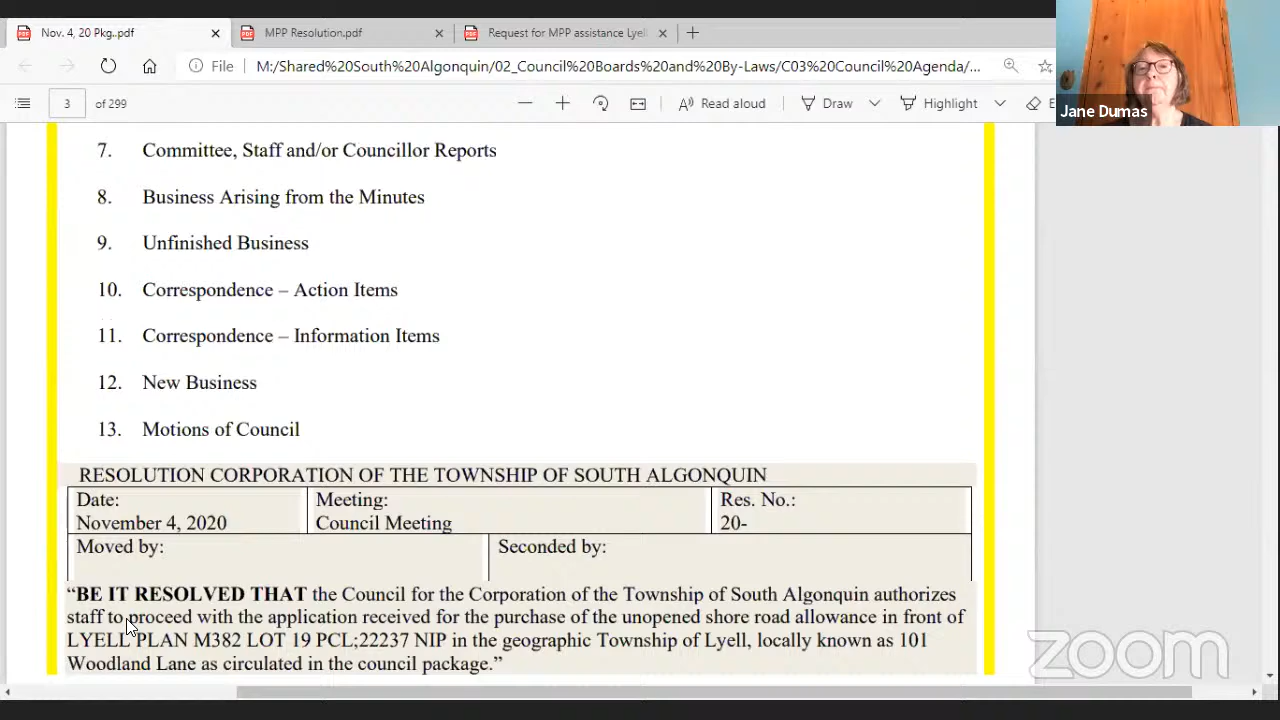 Nov. 4, 20 Pkg..pdf
MPP Resolution.pdf
Request for MPP assistance Lyell
File
M:/Shared%20South%20Algonquin/02_Council%20Boards%20and%20By-Laws/C03%20Council%20Agenda/...
3 of 299
Read aloud
Draw
Highlight
Jane Dumas
7. Committee, Staff and/or Councillor Reports
8. Business Arising from the Minutes
9. Unfinished Business
10. Correspondence – Action Items
11. Correspondence – Information Items
12. New Business
13. Motions of Council
RESOLUTION CORPORATION OF THE TOWNSHIP OF SOUTH ALGONQUIN
Date: Meeting: Res. No.:
November 4, 2020 Council Meeting 20-
Moved by: Seconded by:
“BE IT RESOLVED THAT the Council for the Corporation of the Township of South Algonquin authorizes
staff to proceed with the application received for the purchase of the unopened shore road allowance in front of
LYELL PLAN M382 LOT 19 PCL;22237 NIP in the geographic Township of Lyell, locally known as 101
Woodland Lane as circulated in the council package.”
zoom